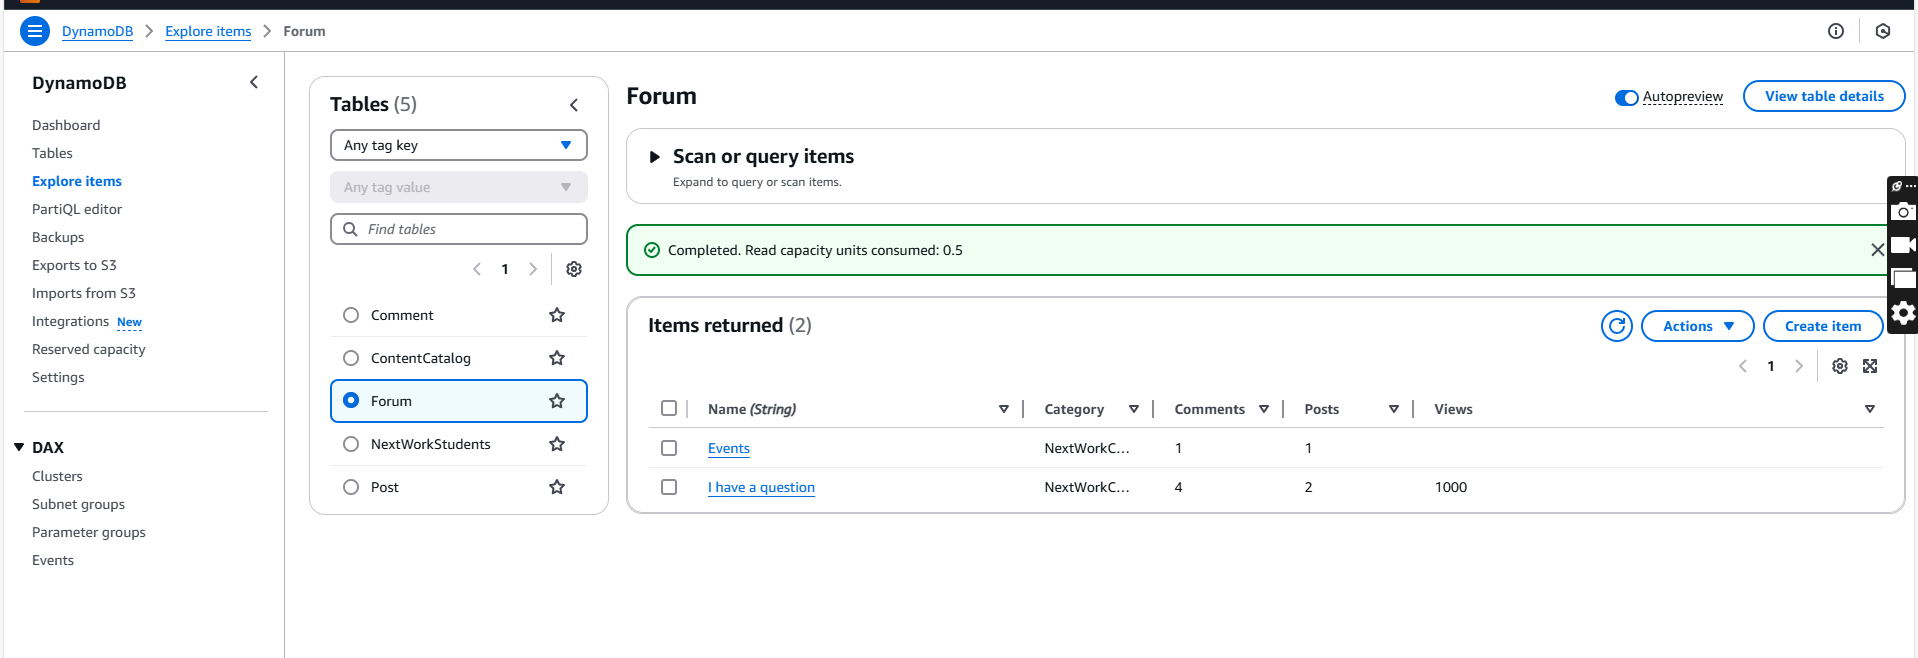 DynamoDB
Explore items
Forum
DynamoDB
Dashboard
Tables
Explore items
PartiQL editor
Backups
Exports to S3
Imports from S3
Integrations New
Reserved capacity
Settings
DAX
Clusters
Subnet groups
Parameter groups
Events
Tables (5)
Any tag key
Any tag value
Find tables
1
Comment
ContentCatalog
Forum
NextWorkStudents
Post
Forum
Autopreview
View table details
Scan or query items
Expand to query or scan items.
Completed. Read capacity units consumed: 0.5
Items returned (2)
Actions
Create item
1
Name (String) Category Comments Posts Views
Events NextWorkC... 1 1
I have a question NextWorkC... 4 2 1000